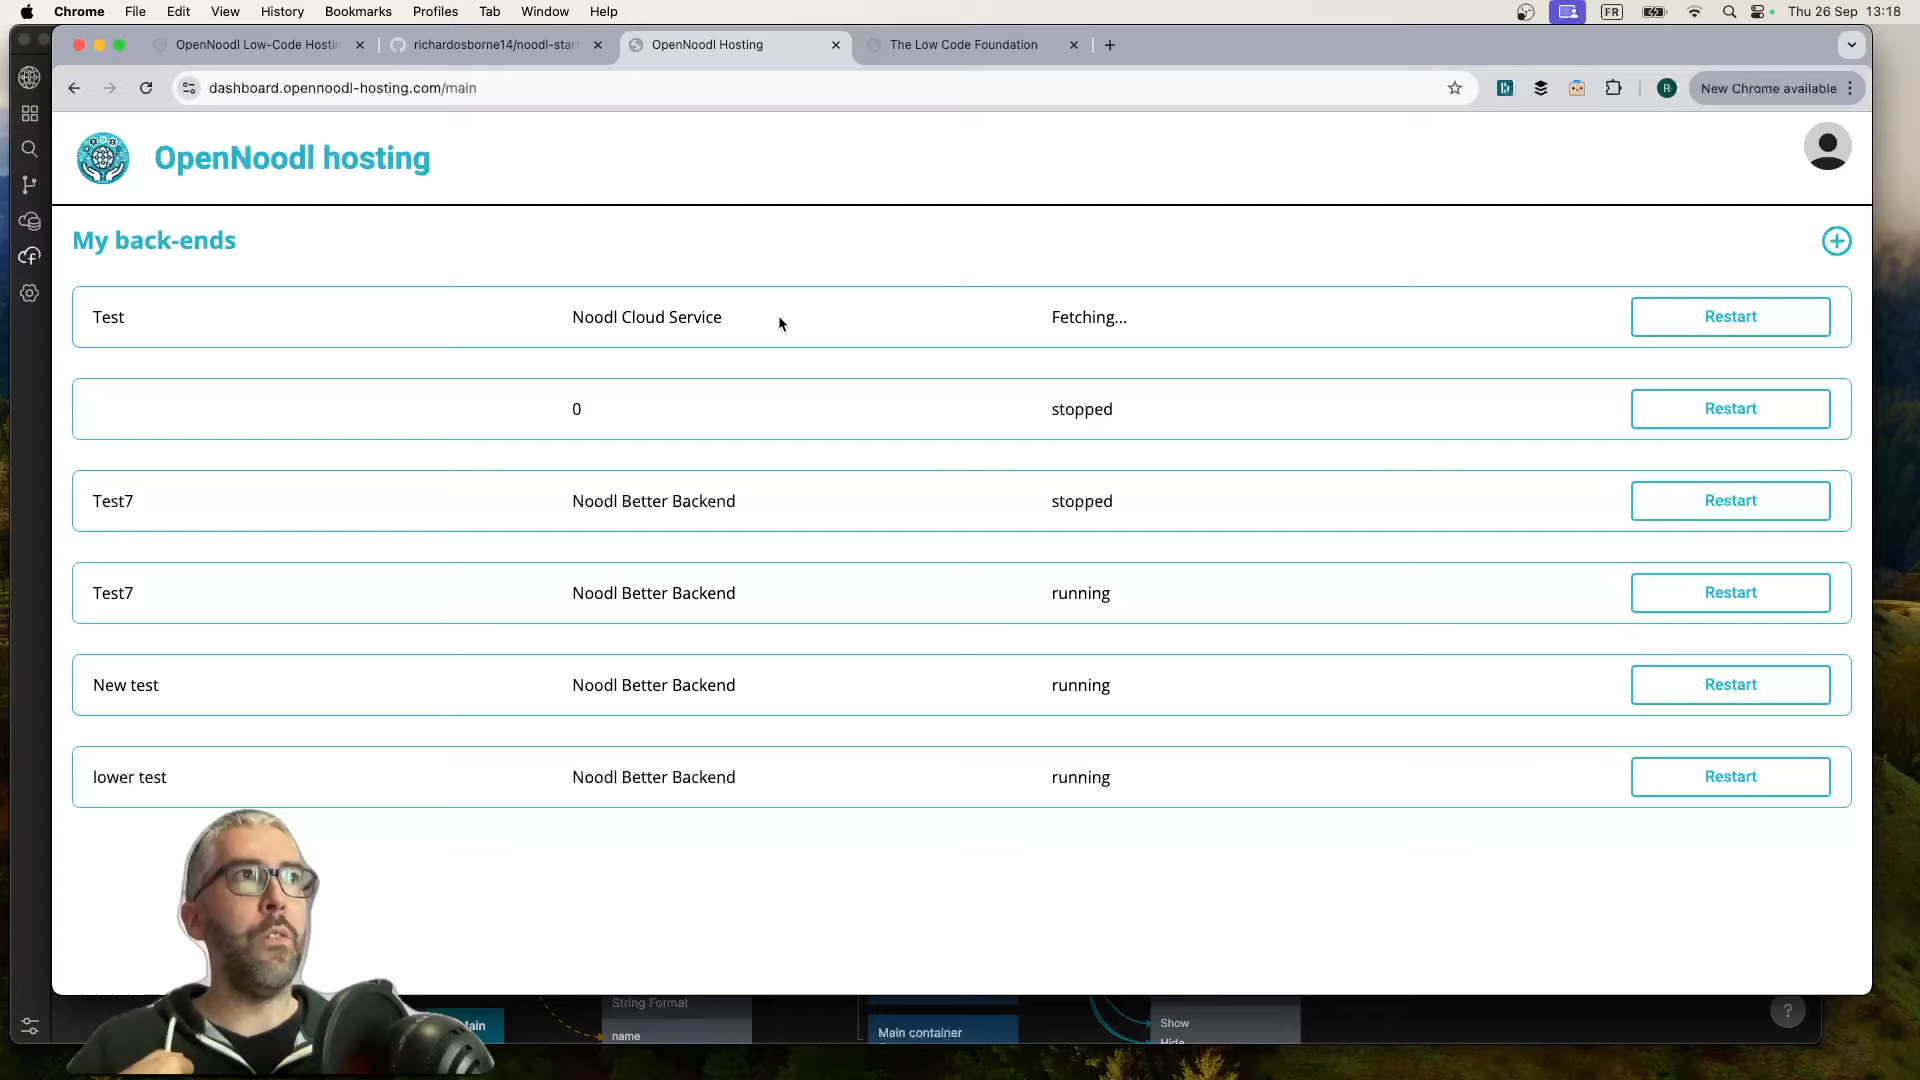 Chrome File Edit View History Bookmarks Profiles Tab Window Help FR Thu 26 Sep 13:18
OpenNoodl Low-Code Hostin richardosborne14/noodl-star OpenNoodl Hosting The Low Code Foundation
dashboard.opennoodl-hosting.com/main R New Chrome available
OpenNoodl hosting
My back-ends
Test Noodl Cloud Service Fetching... Restart
0 stopped Restart
Test7 Noodl Better Backend stopped Restart
Test7 Noodl Better Backend running Restart
New test Noodl Better Backend running Restart
lower test Noodl Better Backend running Restart
String Format
Main Main container Show ?
name Hide